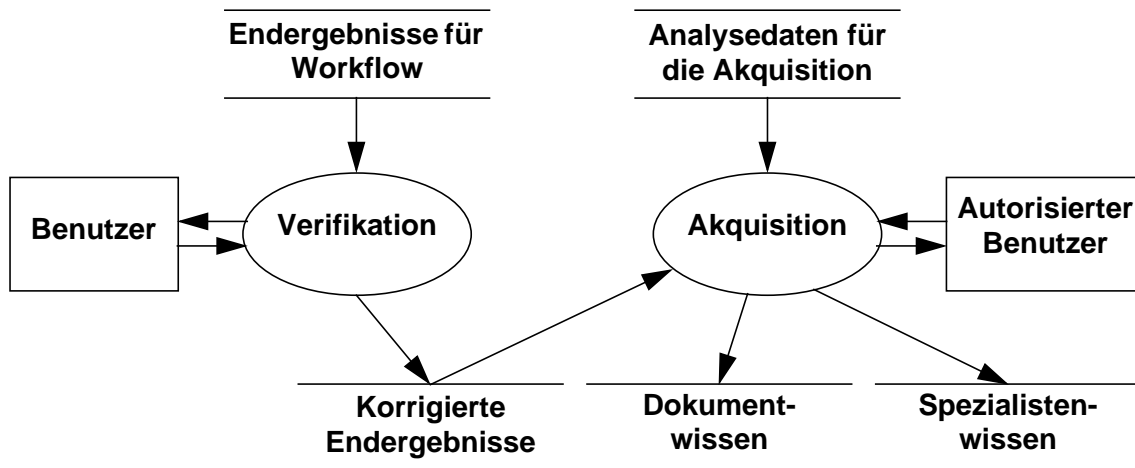 Endergebnisse für
Workflow
Analysedaten für
die Akquisition
Benutzer
Verifikation
Akquisition
Autorisierter
Benutzer
Korrigierte
Endergebnisse
Dokument-
wissen
Spezialisten-
wissen